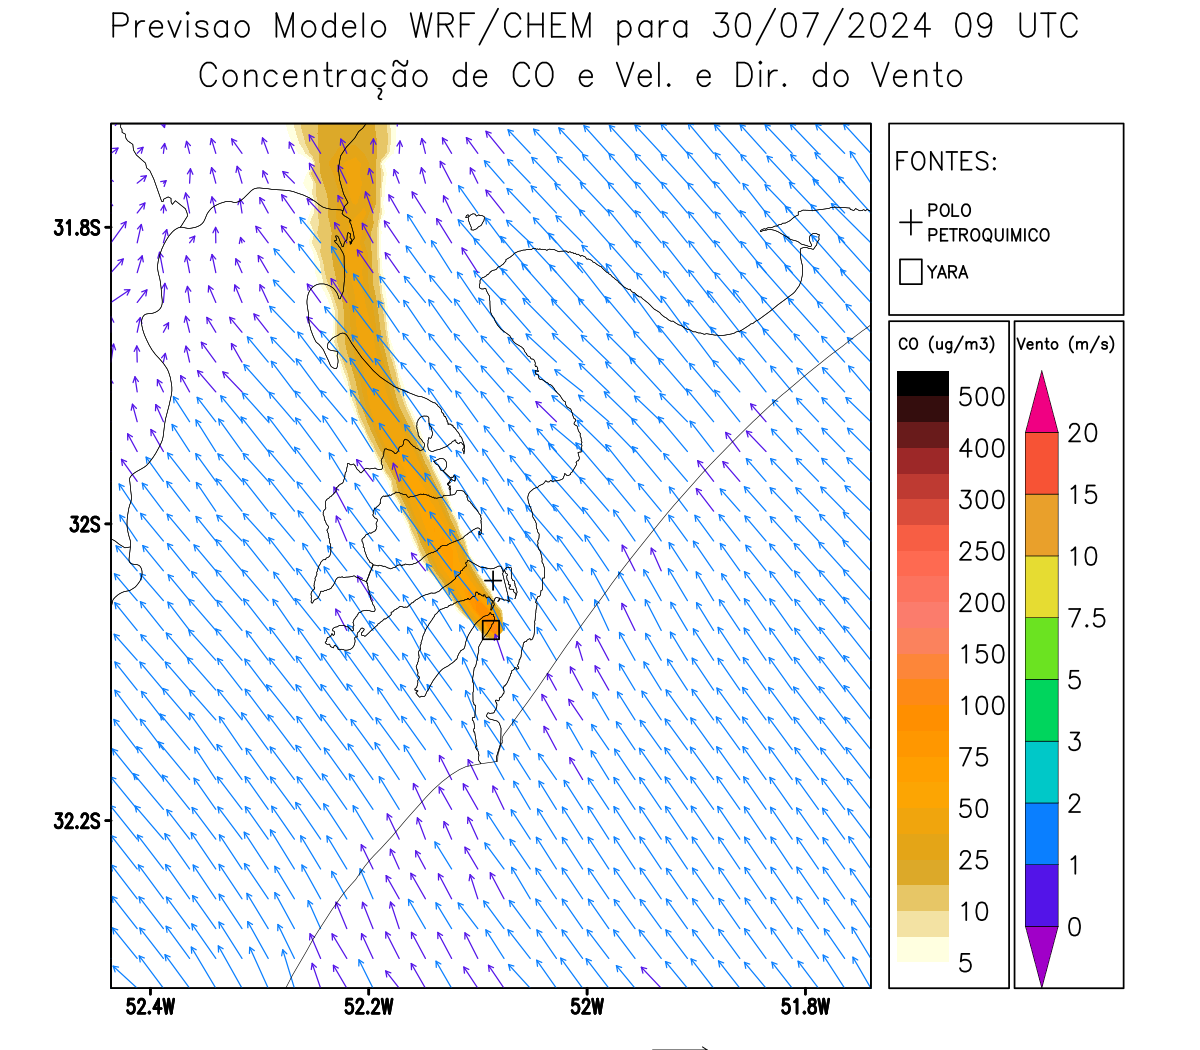 Previsao Modelo WRF/CHEM para 30/07/2024 09 UTC
Concentração de CO e Vel. e Dir. do Vento
FONTES:
POLO
PETROQUIMICO
YARA
CO (ug/m3)
500
400
300
250
200
150
100
75
50
25
10
5
Vento (m/s)
20
15
10
7.5
5
3
2
1
0
31.8S
32S
32.2S
52.4W
52.2W
52W
51.8W